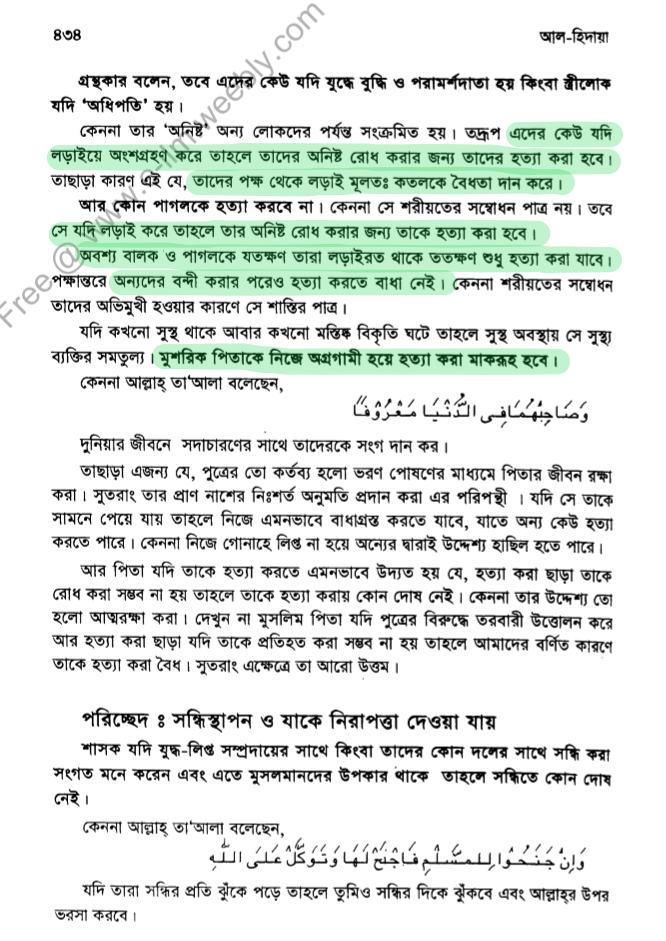 ৪৩৪ আল-হিদায়া
গ্রন্থকার বলেন, তবে এদের কেউ যদি যুদ্ধে বুদ্ধি ও পরামর্শদাতা হয় কিংবা স্ত্রীলোক
যদি ‘অধিপতি’ হয়।
কেননা তার ‘অনিষ্ট’ অন্য লোকদের পর্যন্ত সংক্রমিত হয়। তদ্রূপ এদের কেউ যদি
লড়াইয়ে অংশগ্রহণ করে তাহলে তাদের অনিষ্ট রোধ করার জন্য তাদের হত্যা করা হবে।
তাছাড়া কারণ এই যে, তাদের পক্ষ থেকে লড়াই মূলতঃ কতলকে বৈধতা দান করে।
আর কোন পাগলকে হত্যা করবে না। কেননা সে শরীয়তের সম্বোধন পাত্র নয়। তবে
সে যদি লড়াই করে তাহলে তার অনিষ্ট রোধ করার জন্য তাকে হত্যা করা হবে।
অবশ্য বালক ও পাগলকে যতক্ষণ তারা লড়াইরত থাকে ততক্ষণ শুধু হত্যা করা যাবে।
পক্ষান্তরে অন্যদের বন্দী করার পরেও হত্যা করতে বাধা নেই। কেননা শরীয়তের সম্বোধন
তাদের অভিমুখী হওয়ার কারণে সে শাস্তির পাত্র।
যদি কখনো সুস্থ থাকে আবার কখনো মস্তিষ্ক বিকৃতি ঘটে তাহলে সুস্থ অবস্থায় সে সুস্থ্য
ব্যক্তির সমতুল্য। মুশরিক পিতাকে নিজে অগ্রগামী হয়ে হত্যা করা মাকরূহ হবে।
কেননা আল্লাহ্ তা‘আলা বলেছেন,
وَصَاحِبْهُمَا فِى الدُّنْيَا مَعْرُوْفًا
দুনিয়ার জীবনে সদাচারণের সাথে তাদেরকে সংগ দান কর।
তাছাড়া এজন্য যে, পুত্রের তো কর্তব্য হলো ভরণ পোষণের মাধ্যমে পিতার জীবন রক্ষা
করা। সুতরাং তার প্রাণ নাশের নিঃশর্ত অনুমতি প্রদান করা এর পরিপন্থী । যদি সে তাকে
সামনে পেয়ে যায় তাহলে নিজে এমনভাবে বাধাগ্রস্ত করতে যাবে, যাতে অন্য কেউ হত্যা
করতে পারে। কেননা নিজে গোনাহে লিপ্ত না হয়ে অন্যের দ্বারাই উদ্দেশ্য হাছিল হতে পারে।
আর পিতা যদি তাকে হত্যা করতে এমনভাবে উদ্যত হয় যে, হত্যা করা ছাড়া তাকে
রোধ করা সম্ভব না হয় তাহলে তাকে হত্যা করায় কোন দোষ নেই। কেননা তার উদ্দেশ্য তো
হলো আত্মরক্ষা করা। দেখুন না মুসলিম পিতা যদি পুত্রের বিরুদ্ধে তরবারী উত্তোলন করে
আর হত্যা করা ছাড়া যদি তাকে প্রতিহত করা সম্ভব না হয় তাহলে আমাদের বর্ণিত কারণে
তাকে হত্যা করা বৈধ। সুতরাং এক্ষেত্রে তা আরো উত্তম।
পরিচ্ছেদ ঃ সন্ধিস্থাপন ও যাকে নিরাপত্তা দেওয়া যায়
শাসক যদি যুদ্ধ-লিপ্ত সম্প্রদায়ের সাথে কিংবা তাদের কোন দলের সাথে সন্ধি করা
সংগত মনে করেন এবং এতে মুসলমানদের উপকার থাকে তাহলে সন্ধিতে কোন দোষ
নেই।
কেননা আল্লাহ্ তা‘আলা বলেছেন,
وَاِنْ جَنَحُوْا لِلسَّلْمِ فَاجْنَحْ لَهَا وَتَوَكَّلْ عَلَى اللّٰهِ
যদি তারা সন্ধির প্রতি ঝুঁকে পড়ে তাহলে তুমিও সন্ধির দিকে ঝুঁকবে এবং আল্লাহ্‌র উপর
ভরসা করবে।
Free @ www.e-ilm.weebly.com